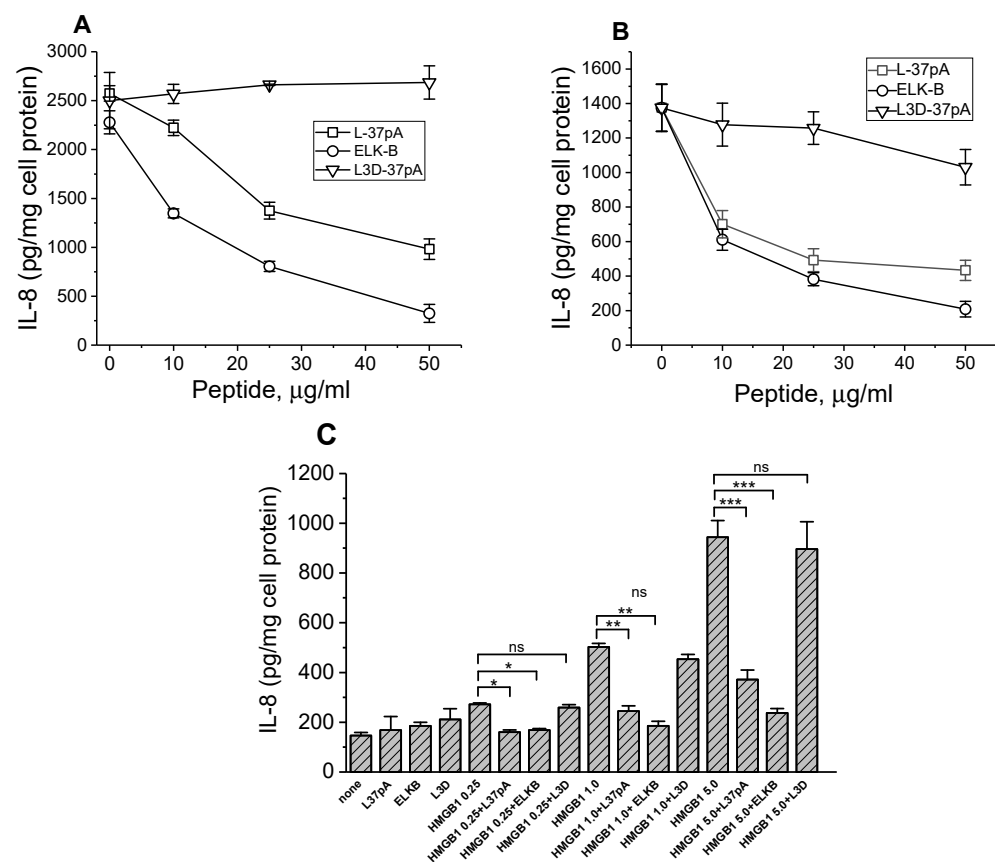 A
IL-8 (pg/mg cell protein)
3000
2500
2000
1500
1000
500
0
L-37pA
ELK-B
L3D-37pA
0 10 20 30 40 50
Peptide, μg/ml
B
IL-8 (pg/mg cell protein)
1600
1400
1200
1000
800
600
400
200
0
L-37pA
ELK-B
L3D-37pA
0 10 20 30 40 50
Peptide, μg/ml
C
IL-8 (pg/mg cell protein)
1200
1000
800
600
400
200
0
ns
*
*
ns
**
**
ns
***
***
none
L37pA
ELKB
L3D
HMGB1 0.25
HMGB1 0.25+L37pA
HMGB1 0.25+ELKB
HMGB1 0.25+L3D
HMGB1 1.0
HMGB1 1.0+L37pA
HMGB1 1.0+ ELKB
HMGB1 1.0+L3D
HMGB1 5.0
HMGB1 5.0+L37pA
HMGB1 5.0+ELKB
HMGB1 5.0+L3D